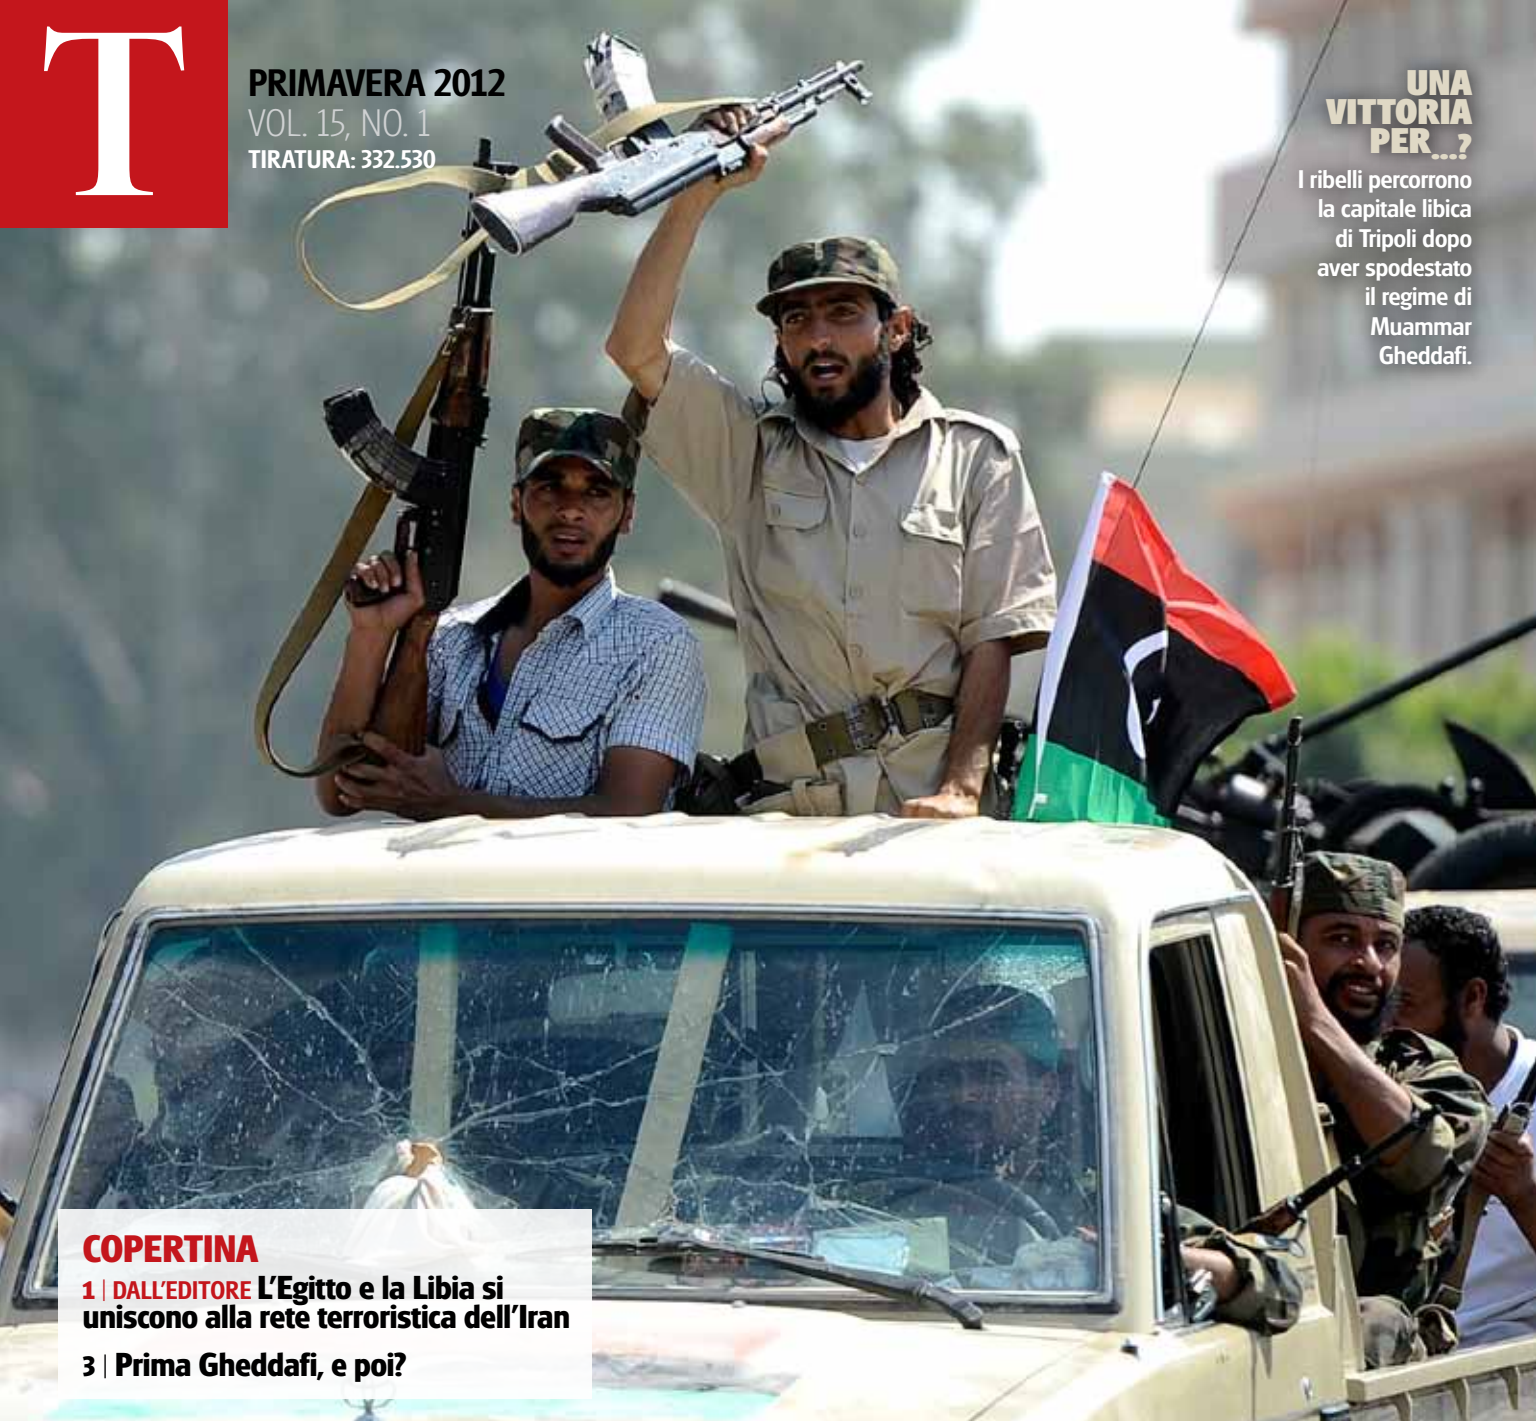 T
PRIMAVERA 2012
VOL. 15, NO. 1
TIRATURA: 332.530
UNA
VITTORIA
PER...?
I ribelli percorrono
la capitale libica
di Tripoli dopo
aver spodestato
il regime di
Muammar
Gheddafi.
COPERTINA
1 | DALL'EDITORE L'Egitto e la Libia si
uniscono alla rete terroristica dell'Iran
3 | Prima Gheddafi, e poi?